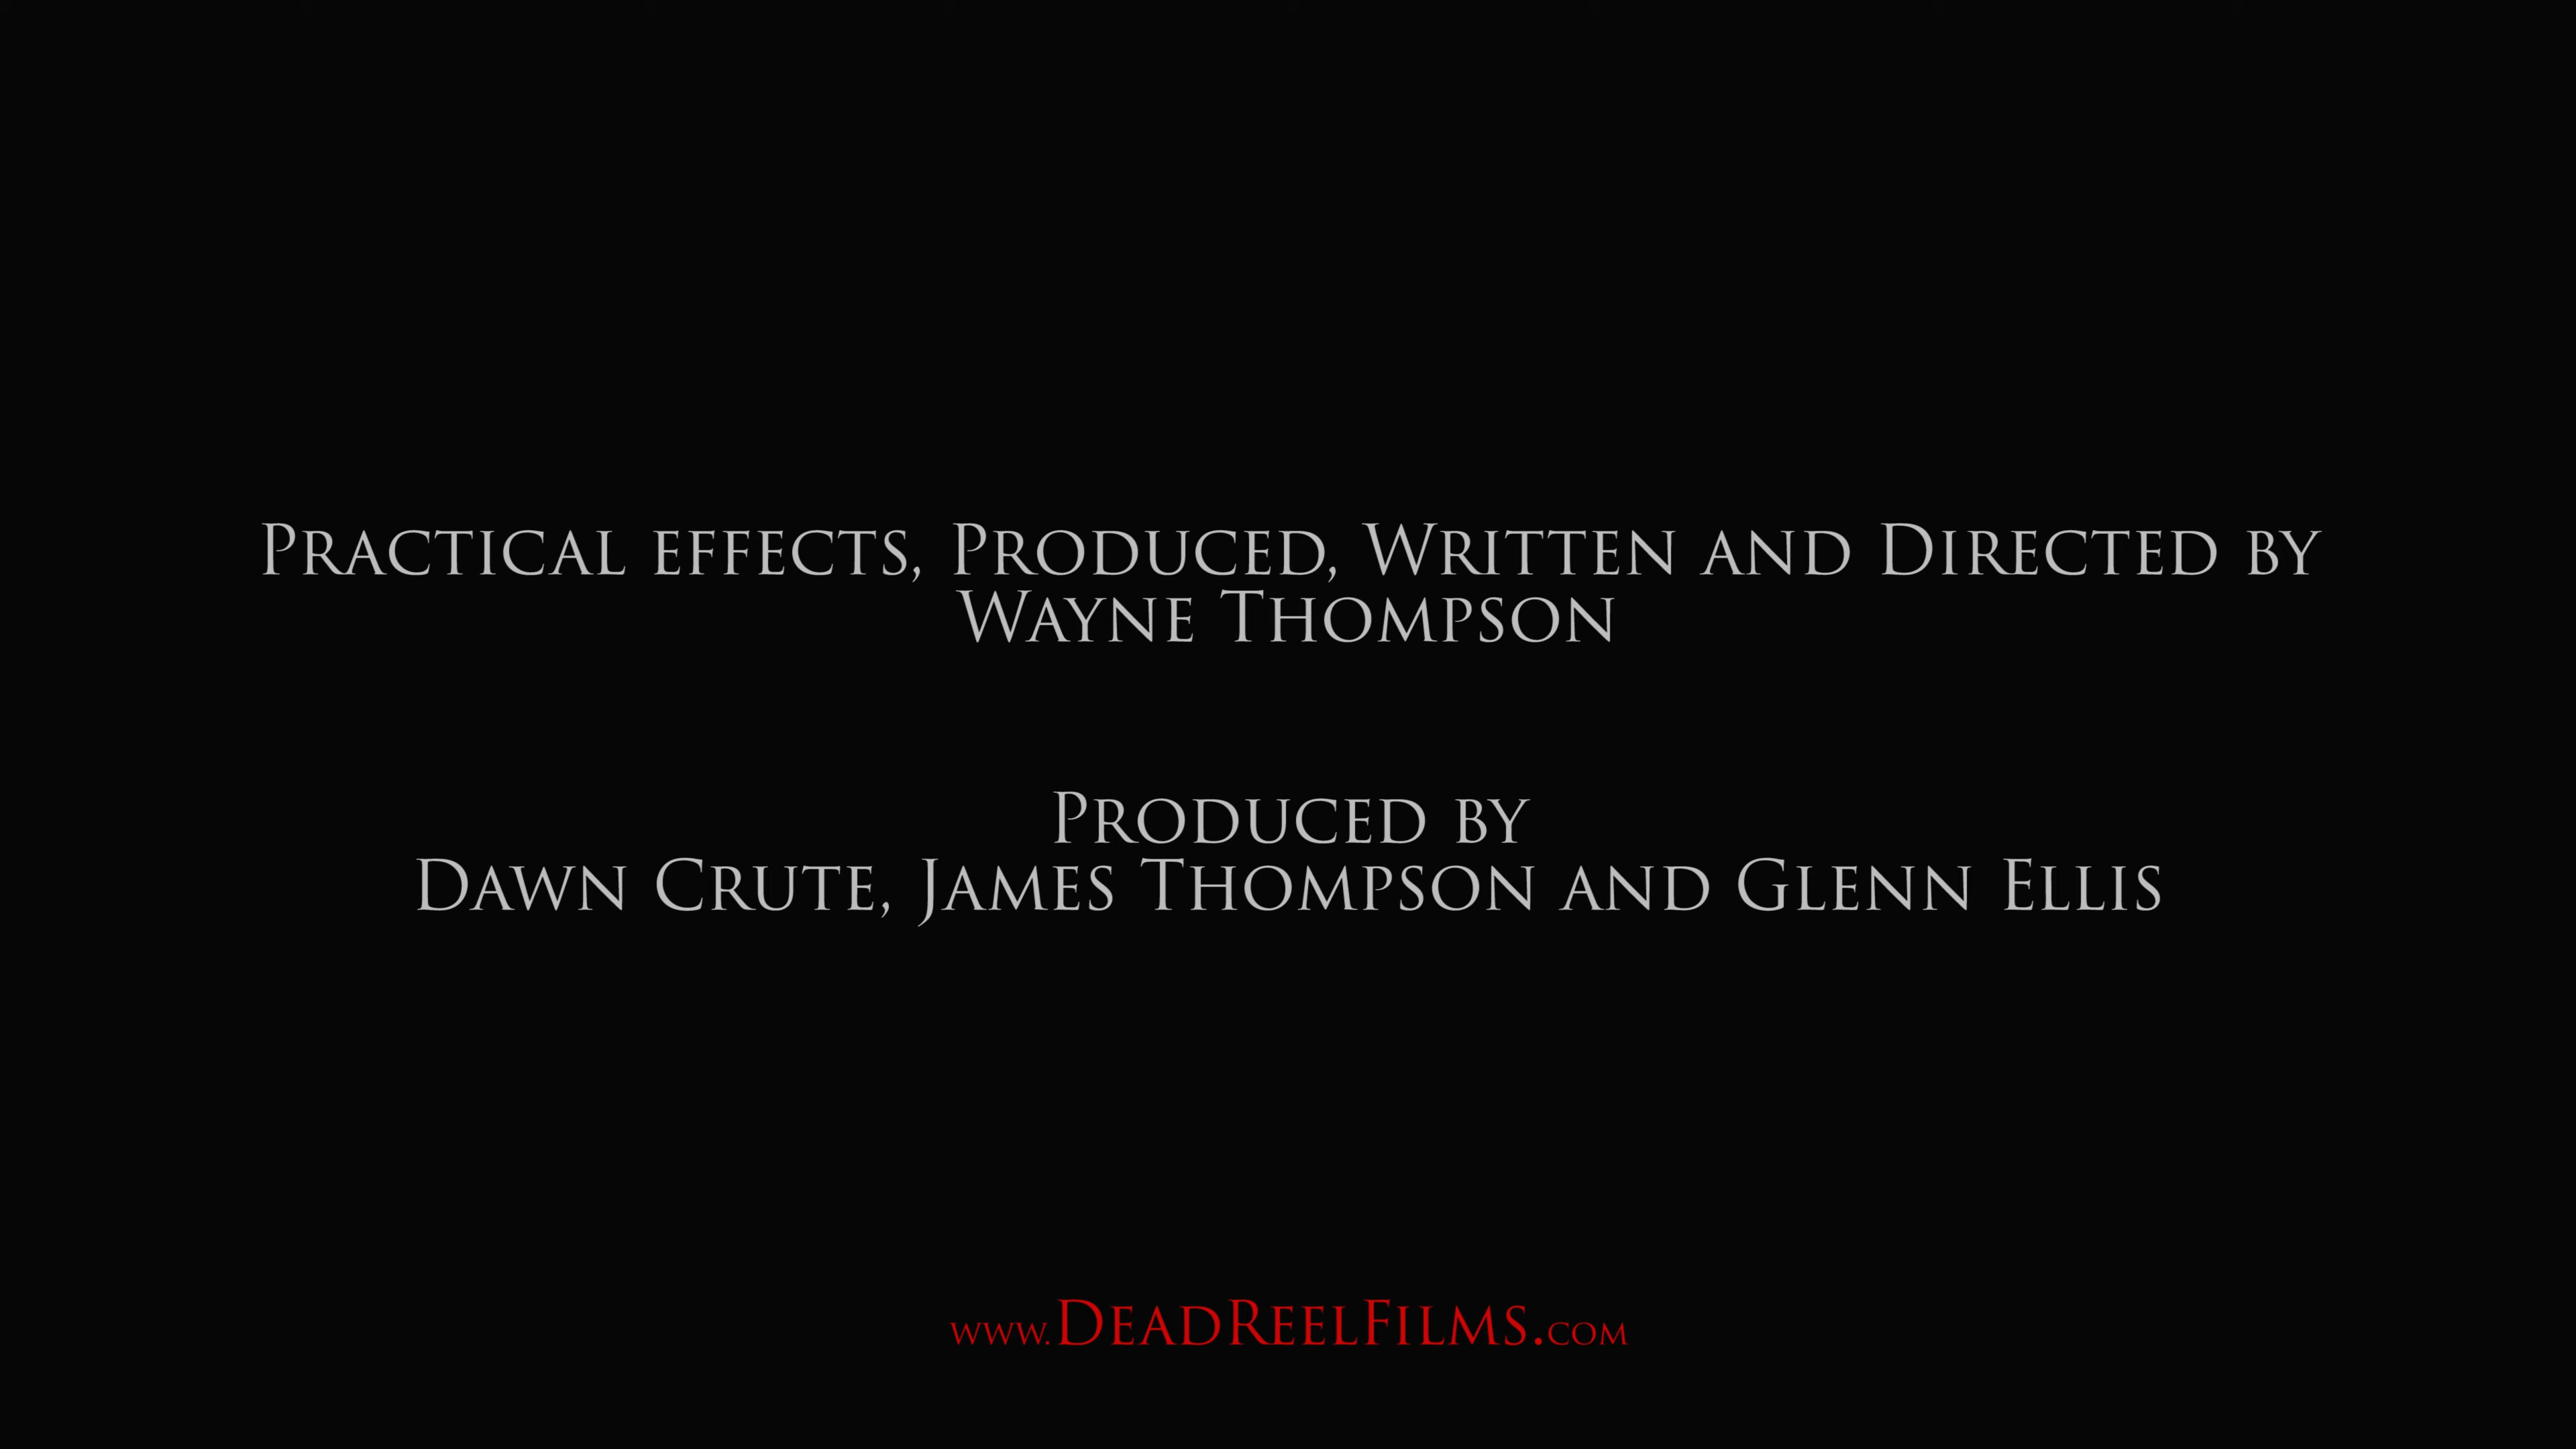 Practical effects, Produced, Written and Directed by
Wayne Thompson
Produced by
Dawn Crute, James Thompson and Glenn Ellis
www.DeadReelFilms.com